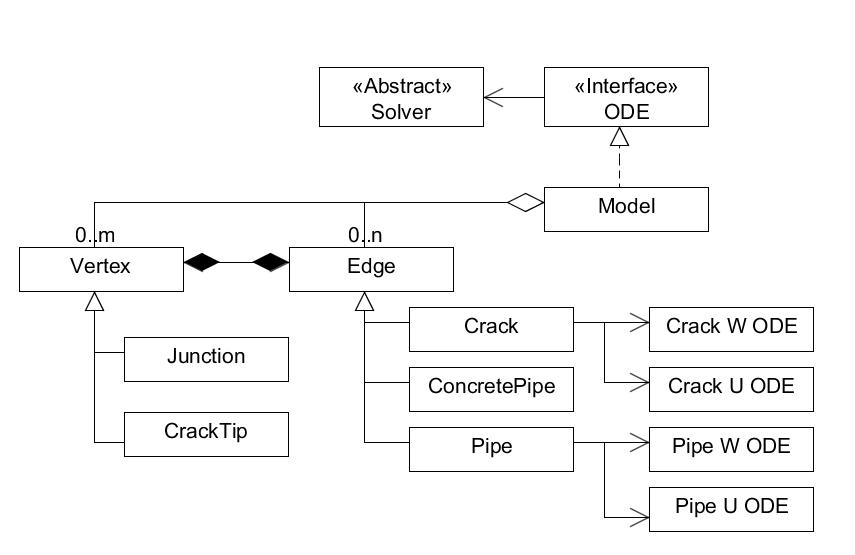 «Abstract»
Solver
«Interface»
ODE
Model
0..m
0..n
Vertex
Edge
Junction
CrackTip
Crack
ConcretePipe
Pipe
Crack W ODE
Crack U ODE
Pipe W ODE
Pipe U ODE